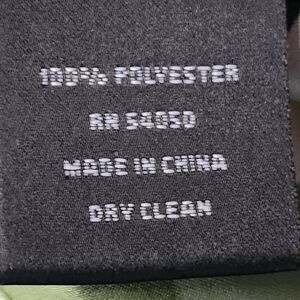 100% POLYESTER
RN 54050
MADE IN CHINA
DRY CLEAN